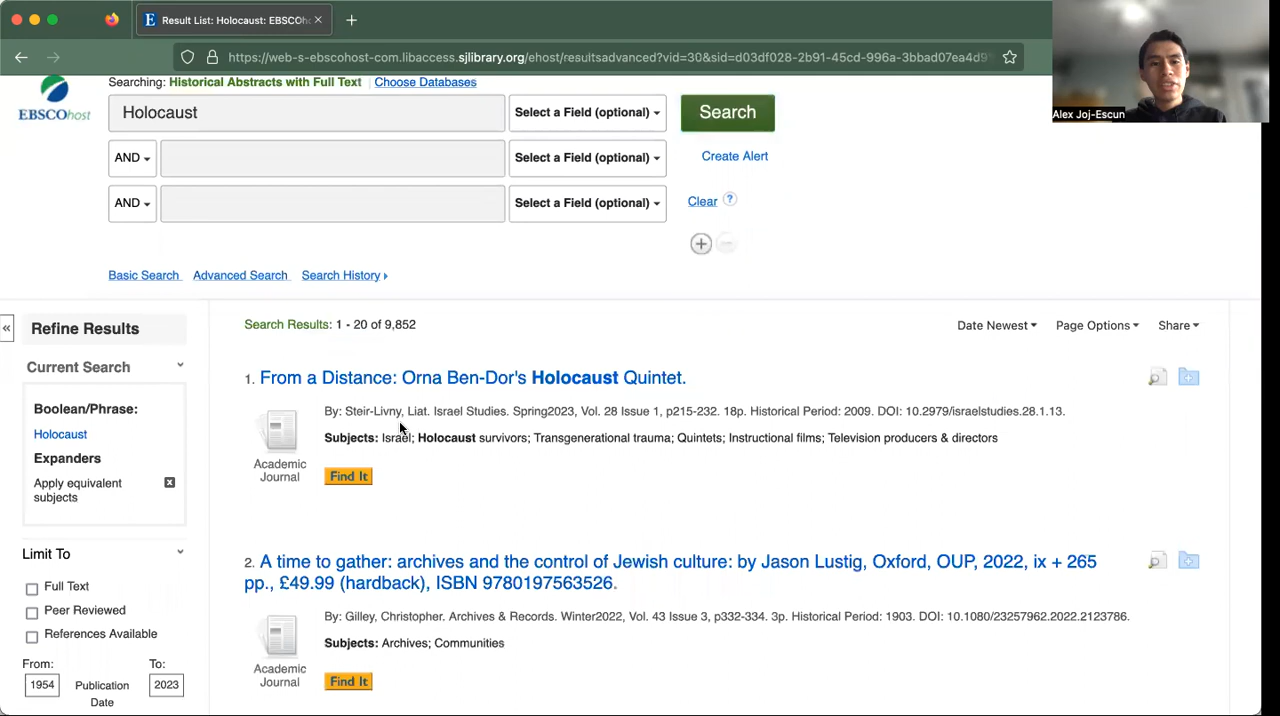 Result List: Holocaust: EBSCOh
https://web-s-ebscohost-com.libaccess.sjlibrary.org/ehost/resultsadvanced?vid=30&sid=d03df028-2b91-45cd-996a-3bbad07ea4d9
Alex Joj-Escun
EBSCOhost
Searching: Historical Abstracts with Full Text Choose Databases
Holocaust Select a Field (optional) Search
AND Select a Field (optional) Create Alert
AND Select a Field (optional) Clear ?
Basic Search Advanced Search Search History
Refine Results
Search Results: 1 - 20 of 9,852 Date Newest Page Options Share
Current Search
Boolean/Phrase:
Holocaust
Expanders
Apply equivalent
subjects
Limit To
Full Text
Peer Reviewed
References Available
From: To:
1954 Publication 2023
Date
1. From a Distance: Orna Ben-Dor's Holocaust Quintet.
By: Steir-Livny, Liat. Israel Studies. Spring2023, Vol. 28 Issue 1, p215-232. 18p. Historical Period: 2009. DOI: 10.2979/israelstudies.28.1.13.
Subjects: Israel; Holocaust survivors; Transgenerational trauma; Quintets; Instructional films; Television producers & directors
Academic
Journal
Find It
2. A time to gather: archives and the control of Jewish culture: by Jason Lustig, Oxford, OUP, 2022, ix + 265
pp., £49.99 (hardback), ISBN 9780197563526.
By: Gilley, Christopher. Archives & Records. Winter2022, Vol. 43 Issue 3, p332-334. 3p. Historical Period: 1903. DOI: 10.1080/23257962.2022.2123786.
Subjects: Archives; Communities
Academic
Journal
Find It